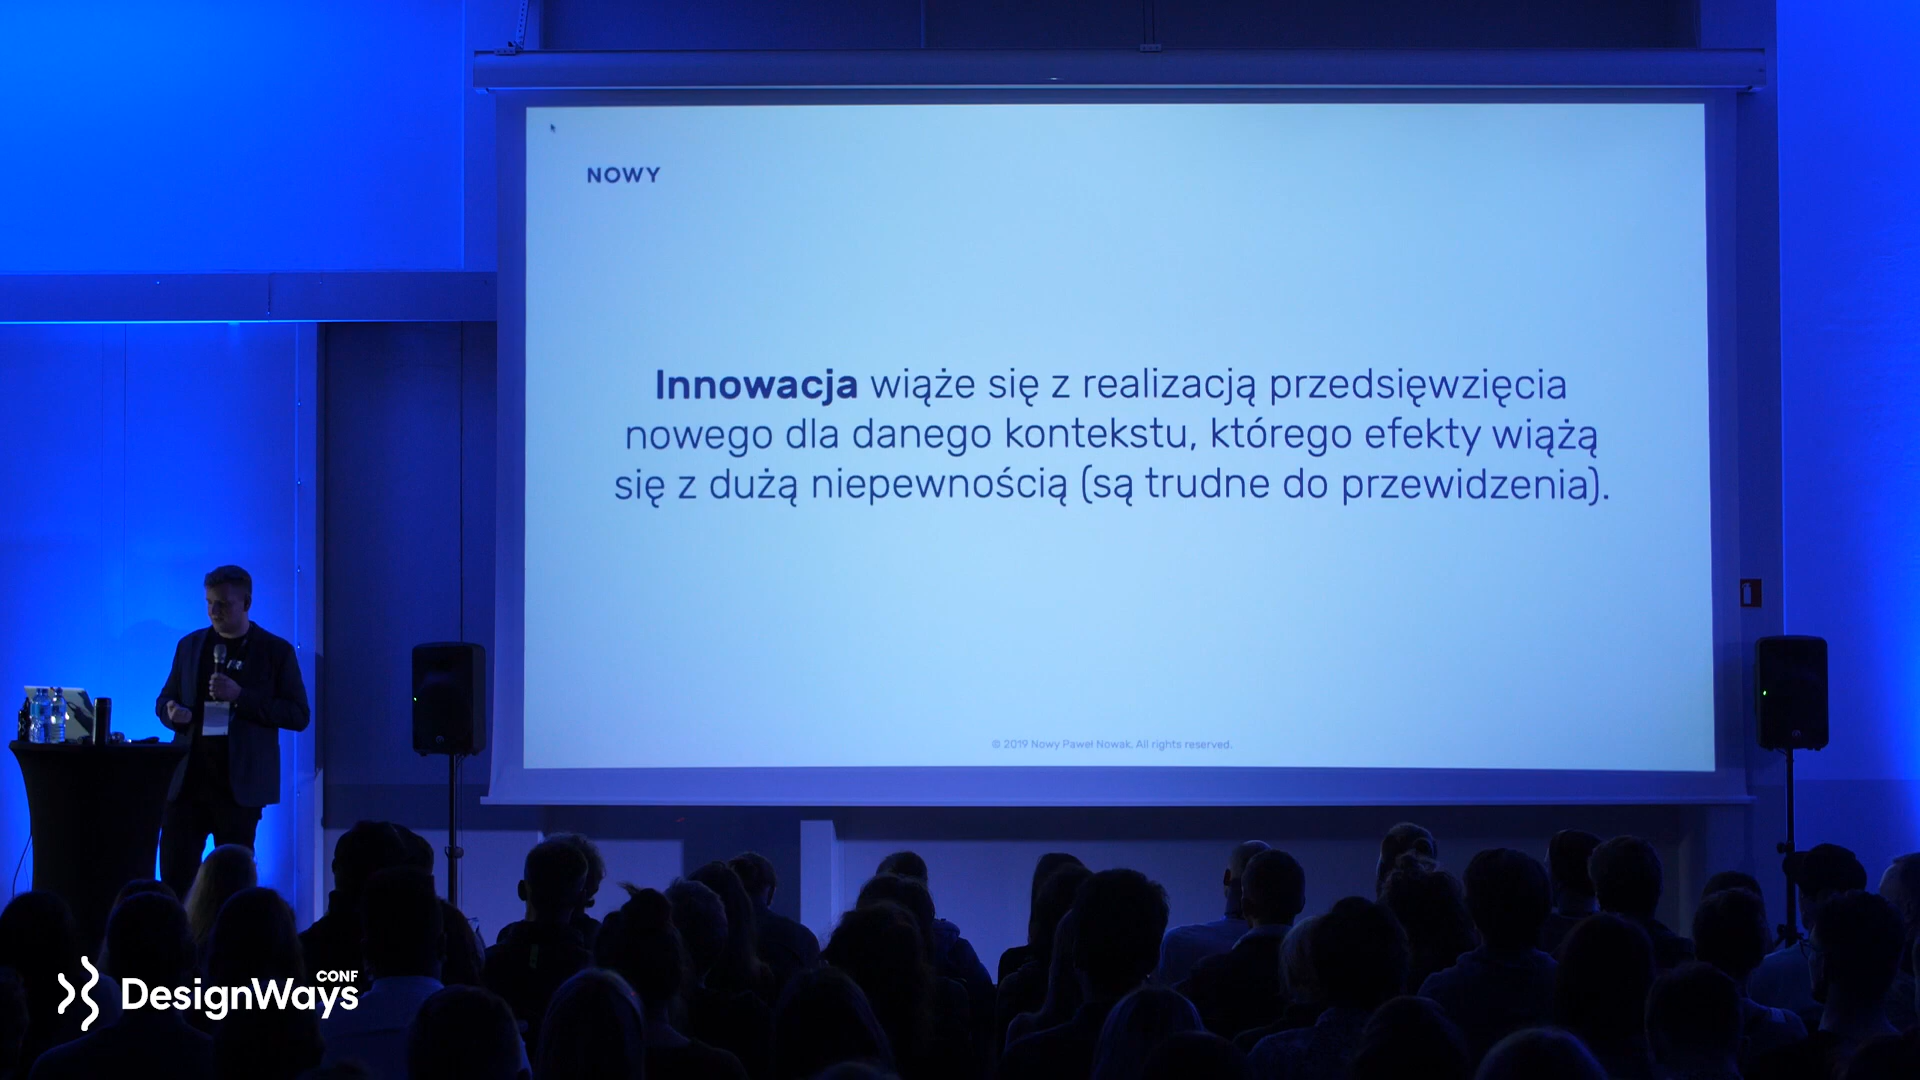 NOWY
Innowacja wiąże się z realizacją przedsięwzięcia
nowego dla danego kontekstu, którego efekty wiążą
się z dużą niepewnością (są trudne do przewidzenia).
© 2019 Nowy Paweł Nowak. All rights reserved.
DesignWays CONF